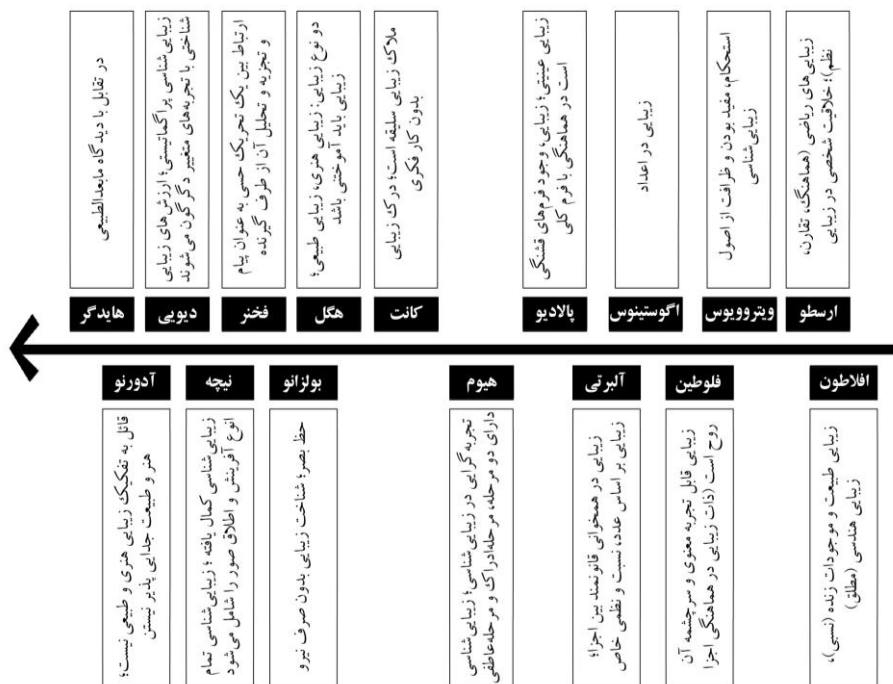 زیبایی‌های ریاضی (هماهنگ، تقارن،
نظم)؛ خلاقیت شخصی در زیبایی
ارسطو
استحکام، مفید بودن و ظرافت از اصول
زیبایی‌شناسی
ویتروویوس
زیبایی در اعداد
اگوستینوس
زیبایی عینیتی؛ زیبایی، وجود فرم‌های قشنگی
است در هماهنگی با فرم کلی
پالادیو
ملاک زیبایی سلیقه است؛ درک زیبایی
بدون کار فکری
کانت
دو نوع زیبایی: زیبایی هنری، زیبایی طبیعی؛
زیبایی باید آموختنی باشد
هگل
ارتباط بین یک تحریک حسی به عنوان پیام
و تجزیه و تحلیل آن از طرف گیرنده
فخنر
زیبایی‌شناسی پراگماتیستی؛ ارزش‌های زیبایی
شناختی با تجربه‌های متغییر دگرگون می‌شوند
دیویی
در تقابل با دیدگاه مابعدالطبیعی
هایدگر
افلاطون
زیبایی طبیعت و موجودات زنده (نسبی)،
زیبایی هندسی (مطلق)
فلوطین
زیبایی قابل تجربه معنوی و سرچشمه آن
روح است (ذات زیبایی در هماهنگی اجزا
آلبرتی
زیبایی در همخوانی قانونمند بین اجزا؛
زیبایی بر اساس عدد، نسبت و نظمی خاص
هیوم
تجربه گرایی در زیبایی‌شناسی؛ زیبایی‌شناسی
دارای دو مرحله، مرحله‌ادراک و مرحله‌عاطفی
بولزانو
حظ بصر؛ شناخت زیبایی بدون صرف نیرو
نیچه
زیبایی‌شناسی کمال یافته؛ زیبایی‌شناسی تمام
انوع آفرینش و اطلاق صور را شامل می‌شود
آدورنو
قائل به تفکیک زیبایی هنری و طبیعی نیست؛
هنر و طبیعت جدایی پذیر نیستن